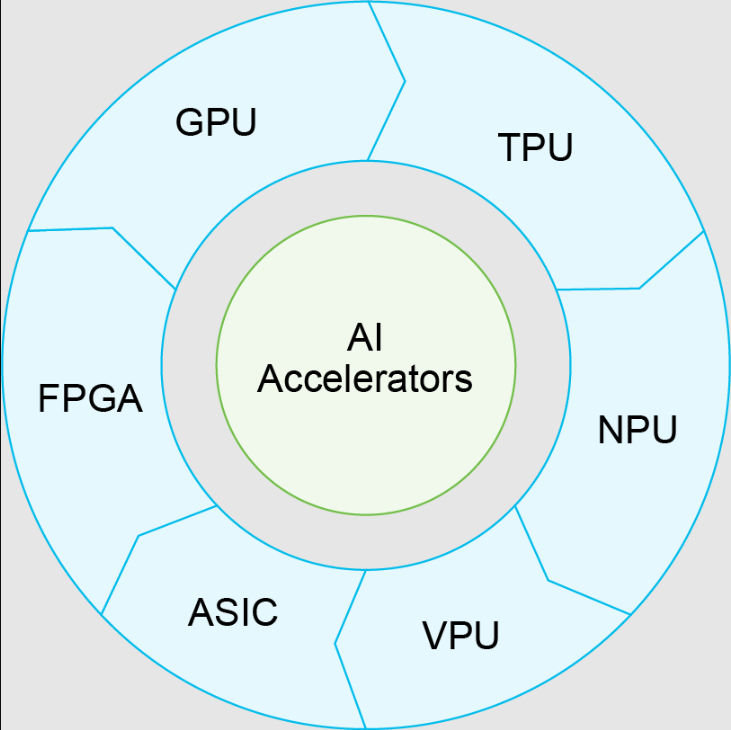 GPU
TPU
NPU
VPU
ASIC
FPGA
AI
Accelerators